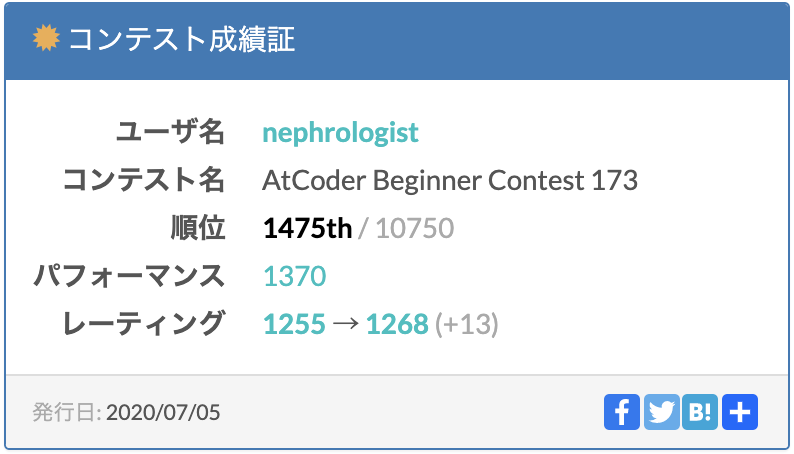 コンテスト成績証
ユーザ名 nephrologist
コンテスト名 AtCoder Beginner Contest 173
順位 1475th / 10750
パフォーマンス 1370
レーティング 1255 → 1268 (+13)
発行日: 2020/07/05 B!